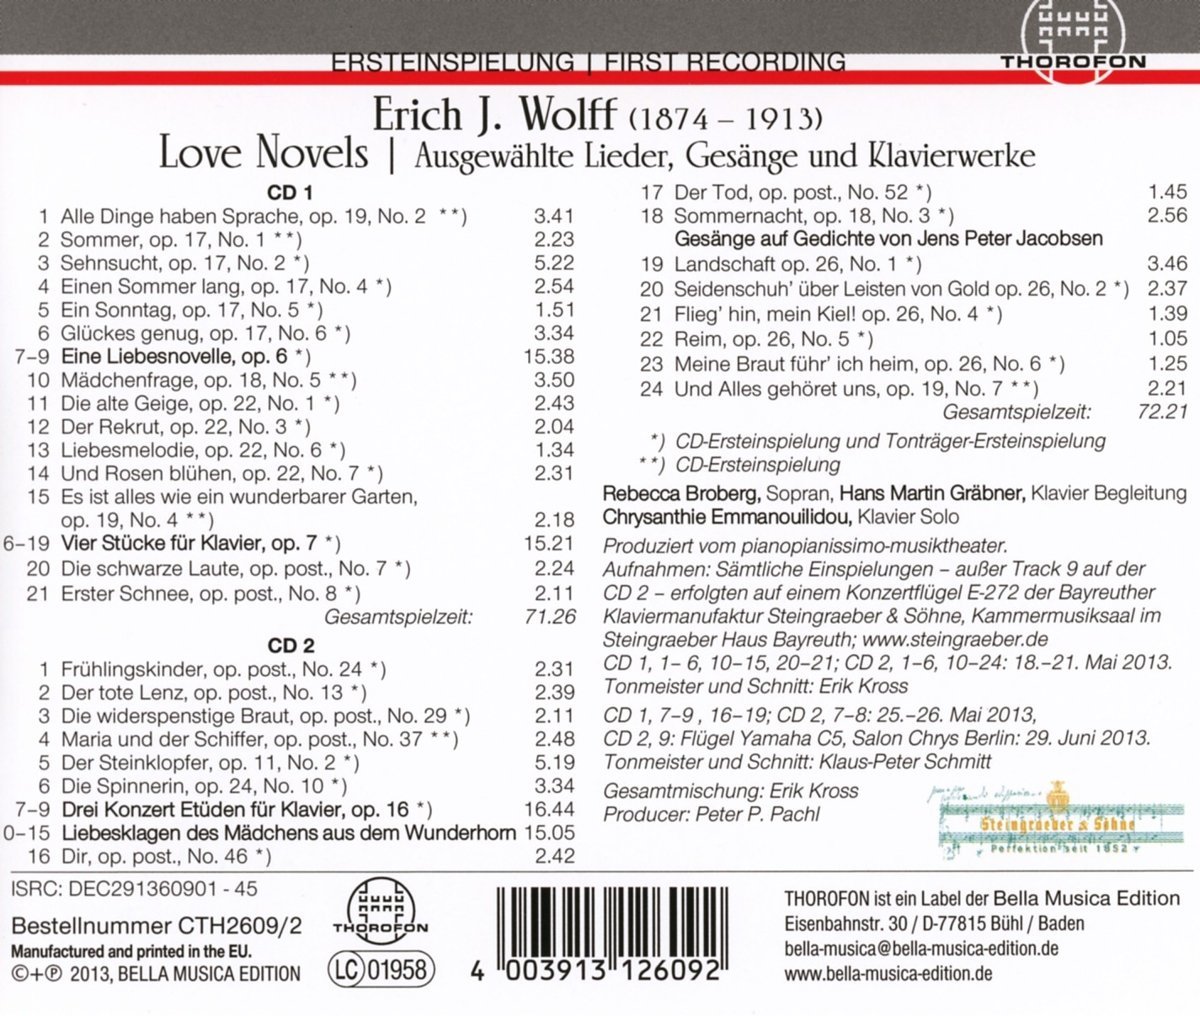 ERSTEINSPIELUNG | FIRST RECORDING
THOROFON
Erich J. Wolff (1874 – 1913)
Love Novels | Ausgewählte Lieder, Gesänge und Klavierwerke
CD 1
1 Alle Dinge haben Sprache, op. 19, No. 2 **) 3.41
2 Sommer, op. 17, No. 1 **) 2.23
3 Sehnsucht, op. 17, No. 2 *) 5.22
4 Einen Sommer lang, op. 17, No. 4 *) 2.54
5 Ein Sonntag, op. 17, No. 5 *) 1.51
6 Glückes genug, op. 17, No. 6 *) 3.34
7–9 Eine Liebesnovelle, op. 6 *) 15.38
10 Mädchenfrage, op. 18, No. 5 **) 3.50
11 Die alte Geige, op. 22, No. 1 *) 2.43
12 Der Rekrut, op. 22, No. 3 *) 2.04
13 Liebesmelodie, op. 22, No. 6 *) 1.34
14 Und Rosen blühen, op. 22, No. 7 *) 2.31
15 Es ist alles wie ein wunderbarer Garten,
op. 19, No. 4 **) 2.18
6–19 Vier Stücke für Klavier, op. 7 *) 15.21
20 Die schwarze Laute, op. post., No. 7 *) 2.24
21 Erster Schnee, op. post., No. 8 *) 2.11
Gesamtspielzeit: 71.26
CD 2
1 Frühlingskinder, op. post., No. 24 *) 2.31
2 Der tote Lenz, op. post., No. 13 *) 2.39
3 Die widerspenstige Braut, op. post., No. 29 *) 2.11
4 Maria und der Schiffer, op. post., No. 37 **) 2.48
5 Der Steinklopfer, op. 11, No. 2 *) 5.19
6 Die Spinnerin, op. 24, No. 10 *) 3.34
7–9 Drei Konzert Etüden für Klavier, op. 16 *) 16.44
0–15 Liebesklagen des Mädchens aus dem Wunderhorn 15.05
16 Dir, op. post., No. 46 *) 2.42
17 Der Tod, op. post., No. 52 *) 1.45
18 Sommernacht, op. 18, No. 3 *) 2.56
Gesänge auf Gedichte von Jens Peter Jacobsen
19 Landschaft op. 26, No. 1 *) 3.46
20 Seidenschuh' über Leisten von Gold op. 26, No. 2 *) 2.37
21 Flieg' hin, mein Kiel! op. 26, No. 4 *) 1.39
22 Reim, op. 26, No. 5 *) 1.05
23 Meine Braut führ' ich heim, op. 26, No. 6 *) 1.25
24 Und Alles gehöret uns, op. 19, No. 7 **) 2.21
Gesamtspielzeit: 72.21
*) CD-Ersteinspielung und Tonträger-Ersteinspielung
**) CD-Ersteinspielung
Rebecca Broberg, Sopran, Hans Martin Gräbner, Klavier Begleitung
Chrysanthie Emmanouilidou, Klavier Solo
Produziert vom pianopianissimo-musiktheater.
Aufnahmen: Sämtliche Einspielungen – außer Track 9 auf der
CD 2 – erfolgten auf einem Konzertflügel E-272 der Bayreuther
Klaviermanufaktur Steingraeber & Söhne, Kammermusiksaal im
Steingraeber Haus Bayreuth; www.steingraeber.de
CD 1, 1– 6, 10–15, 20–21; CD 2, 1–6, 10–24: 18.–21. Mai 2013.
Tonmeister und Schnitt: Erik Kross
CD 1, 7–9 , 16–19; CD 2, 7–8: 25.–26. Mai 2013,
CD 2, 9: Flügel Yamaha C5, Salon Chrys Berlin: 29. Juni 2013.
Tonmeister und Schnitt: Klaus-Peter Schmitt
Gesamtmischung: Erik Kross
Producer: Peter P. Pachl
Steingraeber & Söhne
Perfektion seit 1852
ISRC: DEC291360901 - 45
Bestellnummer CTH2609/2
Manufactured and printed in the EU.
©+℗ 2013, BELLA MUSICA EDITION
THOROFON
LC 01958
4 003913 126092
THOROFON ist ein Label der Bella Musica Edition
Eisenbahnstr. 30 / D-77815 Bühl / Baden
bella-musica@bella-musica-edition.de
www.bella-musica-edition.de